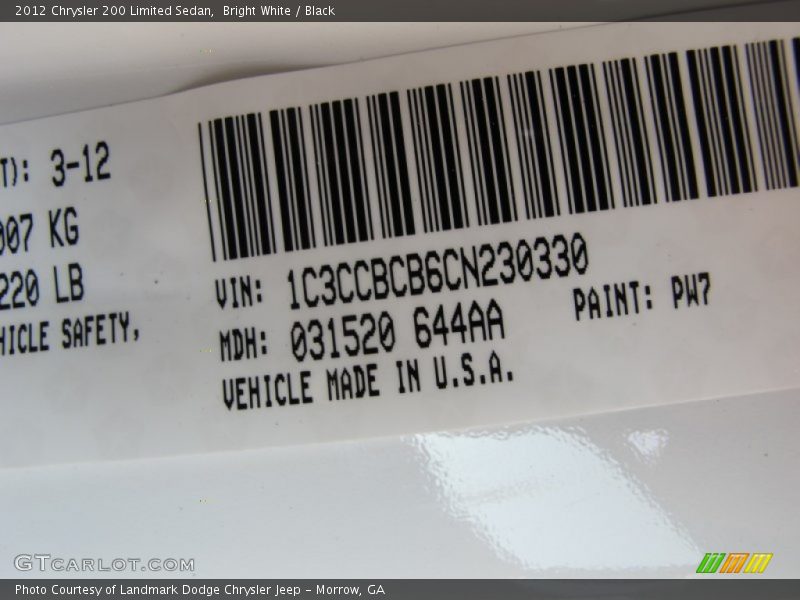 2012 Chrysler 200 Limited Sedan,  Bright White / Black
T): 3-12
007 KG
220 LB
HICLE SAFETY,
VIN: 1C3CCBCB6CN230330
MDH: 031520 644AA PAINT: PW7
VEHICLE MADE IN U.S.A.
GTcarlot.com
Photo Courtesy of Landmark Dodge Chrysler Jeep - Morrow, GA